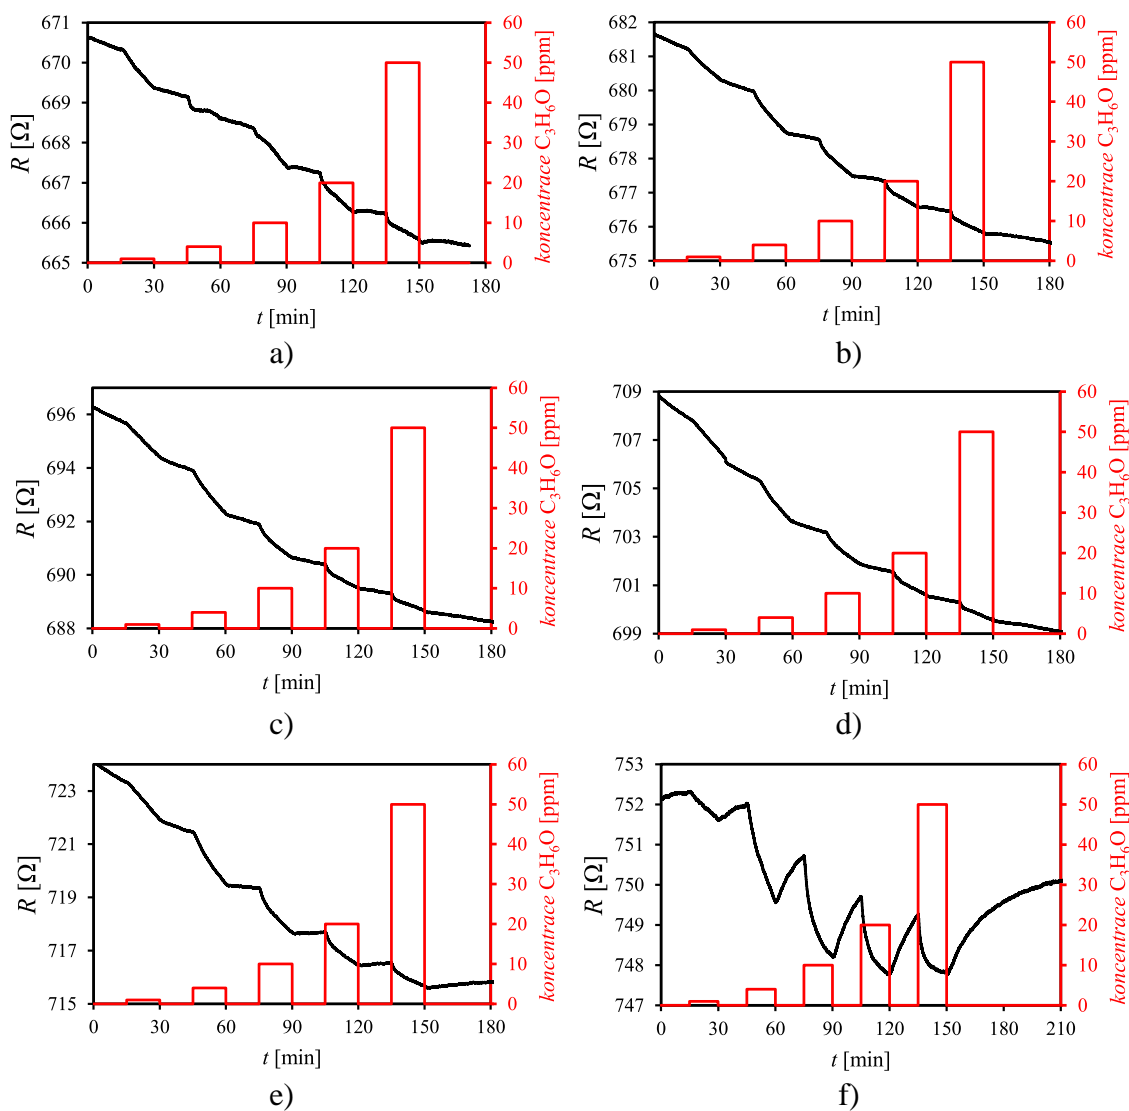 671
670
669
668
667
666
665
R [Ω]
0 30 60 90 120 150 180
t [min]
60
50
40
30
20
10
0
koncentrace C₃H₆O [ppm]
a)
682
681
680
679
678
677
676
675
R [Ω]
0 30 60 90 120 150 180
t [min]
60
50
40
30
20
10
0
koncentrace C₃H₆O [ppm]
b)
696
694
692
690
688
R [Ω]
0 30 60 90 120 150 180
t [min]
60
50
40
30
20
10
0
koncentrace C₃H₆O [ppm]
c)
709
707
705
703
701
699
R [Ω]
0 30 60 90 120 150 180
t [min]
60
50
40
30
20
10
0
koncentrace C₃H₆O [ppm]
d)
723
721
719
717
715
R [Ω]
0 30 60 90 120 150 180
t [min]
60
50
40
30
20
10
0
koncentrace C₃H₆O [ppm]
e)
753
752
751
750
749
748
747
R [Ω]
0 30 60 90 120 150 180 210
t [min]
60
50
40
30
20
10
0
koncentrace C₃H₆O [ppm]
f)